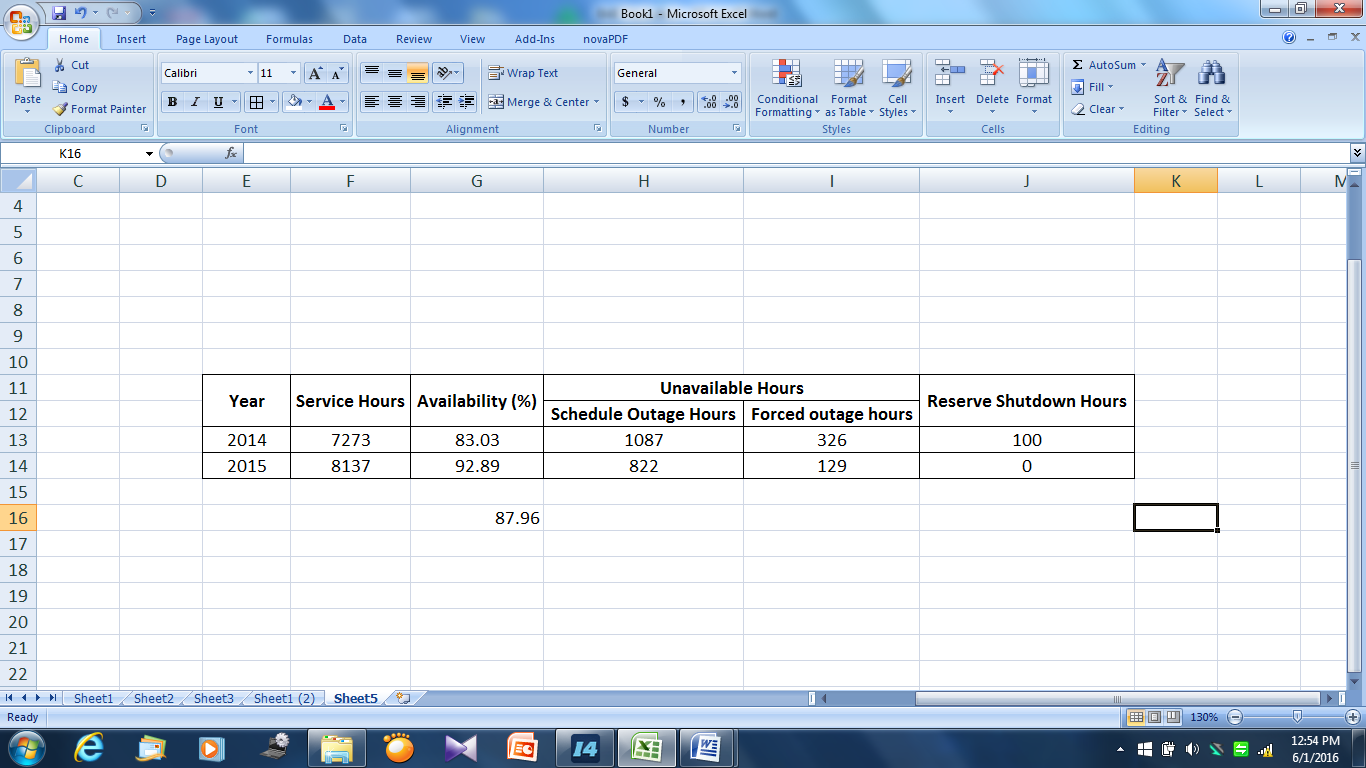 Book1 - Microsoft Excel
Home Insert Page Layout Formulas Data Review View Add-Ins novaPDF
Paste
Cut
Copy
Format Painter
Clipboard
Calibri 11 A A
B I U A
Font
Wrap Text
Merge & Center
Alignment
General
$ % , .0 .00 .00 .0
Number
Conditional Formatting
Format as Table
Cell Styles
Styles
Insert Delete Format
Cells
Σ AutoSum
Fill
Clear
Sort & Filter
Find & Select
Editing
K16 fx
C D E F G H I J K L M
4
5
6
7
8
9
10
11 Year Service Hours Availability (%) Unavailable Hours Reserve Shutdown Hours
12 Schedule Outage Hours Forced outage hours
13 2014 7273 83.03 1087 326 100
14 2015 8137 92.89 822 129 0
15
16 87.96
17
18
19
20
21
22
Sheet1 Sheet2 Sheet3 Sheet1 (2) Sheet5
Ready 130%
14
12:54 PM
6/1/2016